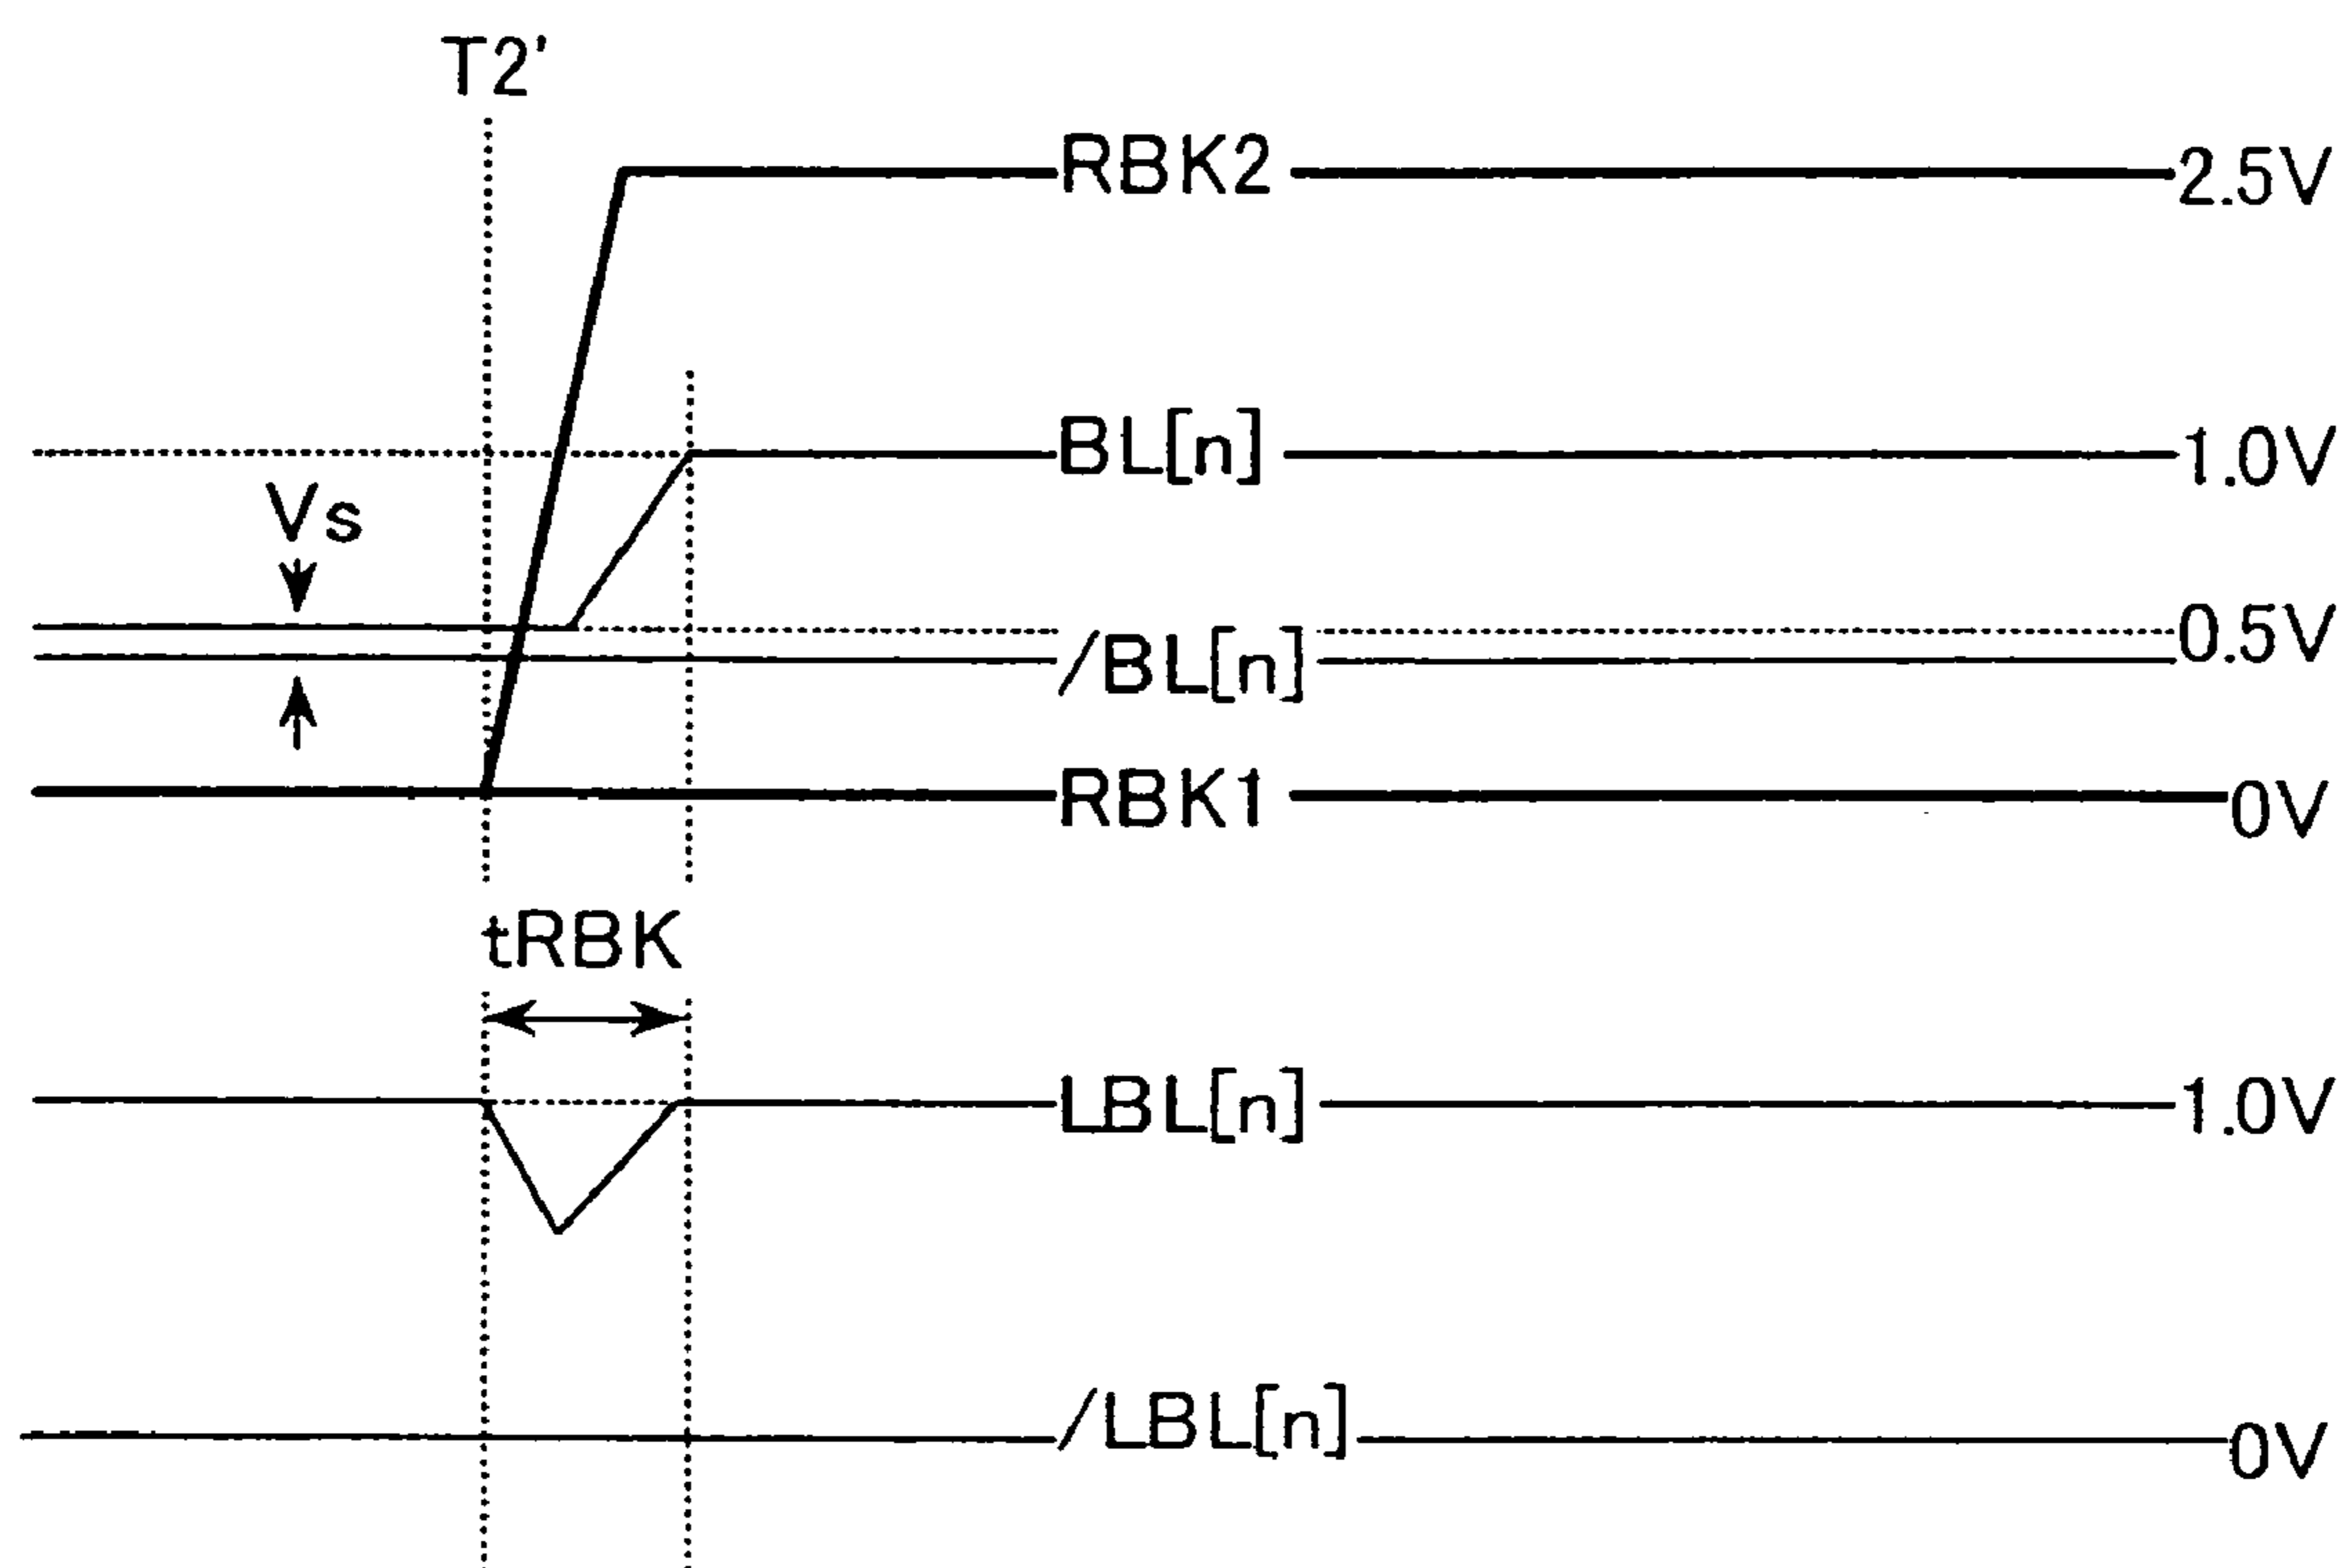 T2'
RBK2 2.5V
BL[n] 1.0V
Vs
0.5V
/BL[n]
RBK1 0V
tRBK
LBL[n] 1.0V
/LBL[n] 0V